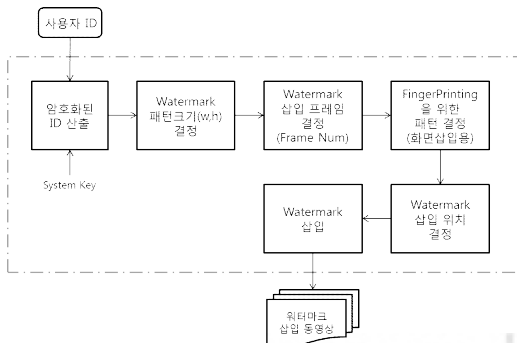 사용자 ID
암호화된
ID 산출
System Key
Watermark
패턴크기(w,h)
결정
Watermark
삽입 프레임
결정
(Frame Num)
FingerPrinting
을 위한
패턴 결정
(화면삽입용)
Watermark
삽입 위치
결정
Watermark
삽입
워터마크
삽입 동영상